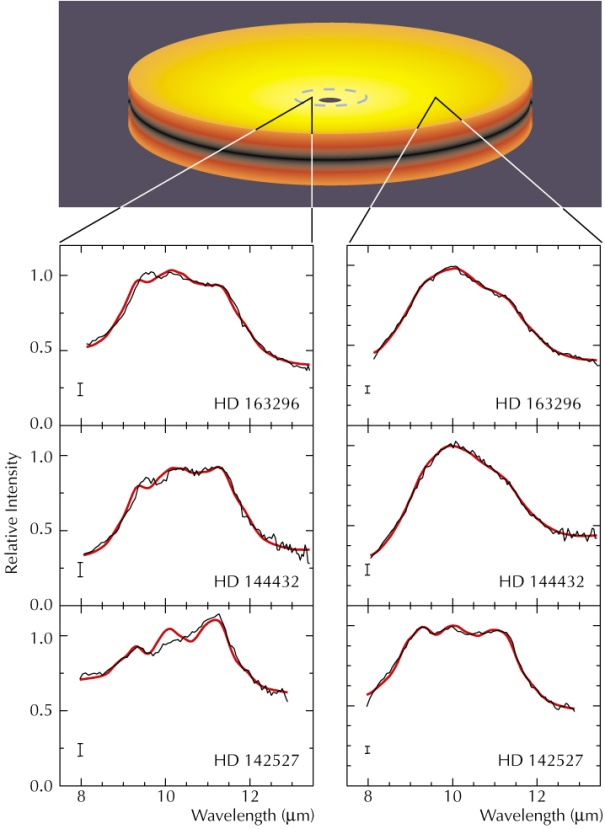 1.0
0.5
0.0
HD 163296
HD 163296
1.0
0.5
0.0
HD 144432
HD 144432
Relative Intensity
1.0
0.5
0.0
HD 142527
HD 142527
8 10 12
8 10 12
Wavelength (μm)
Wavelength (μm)